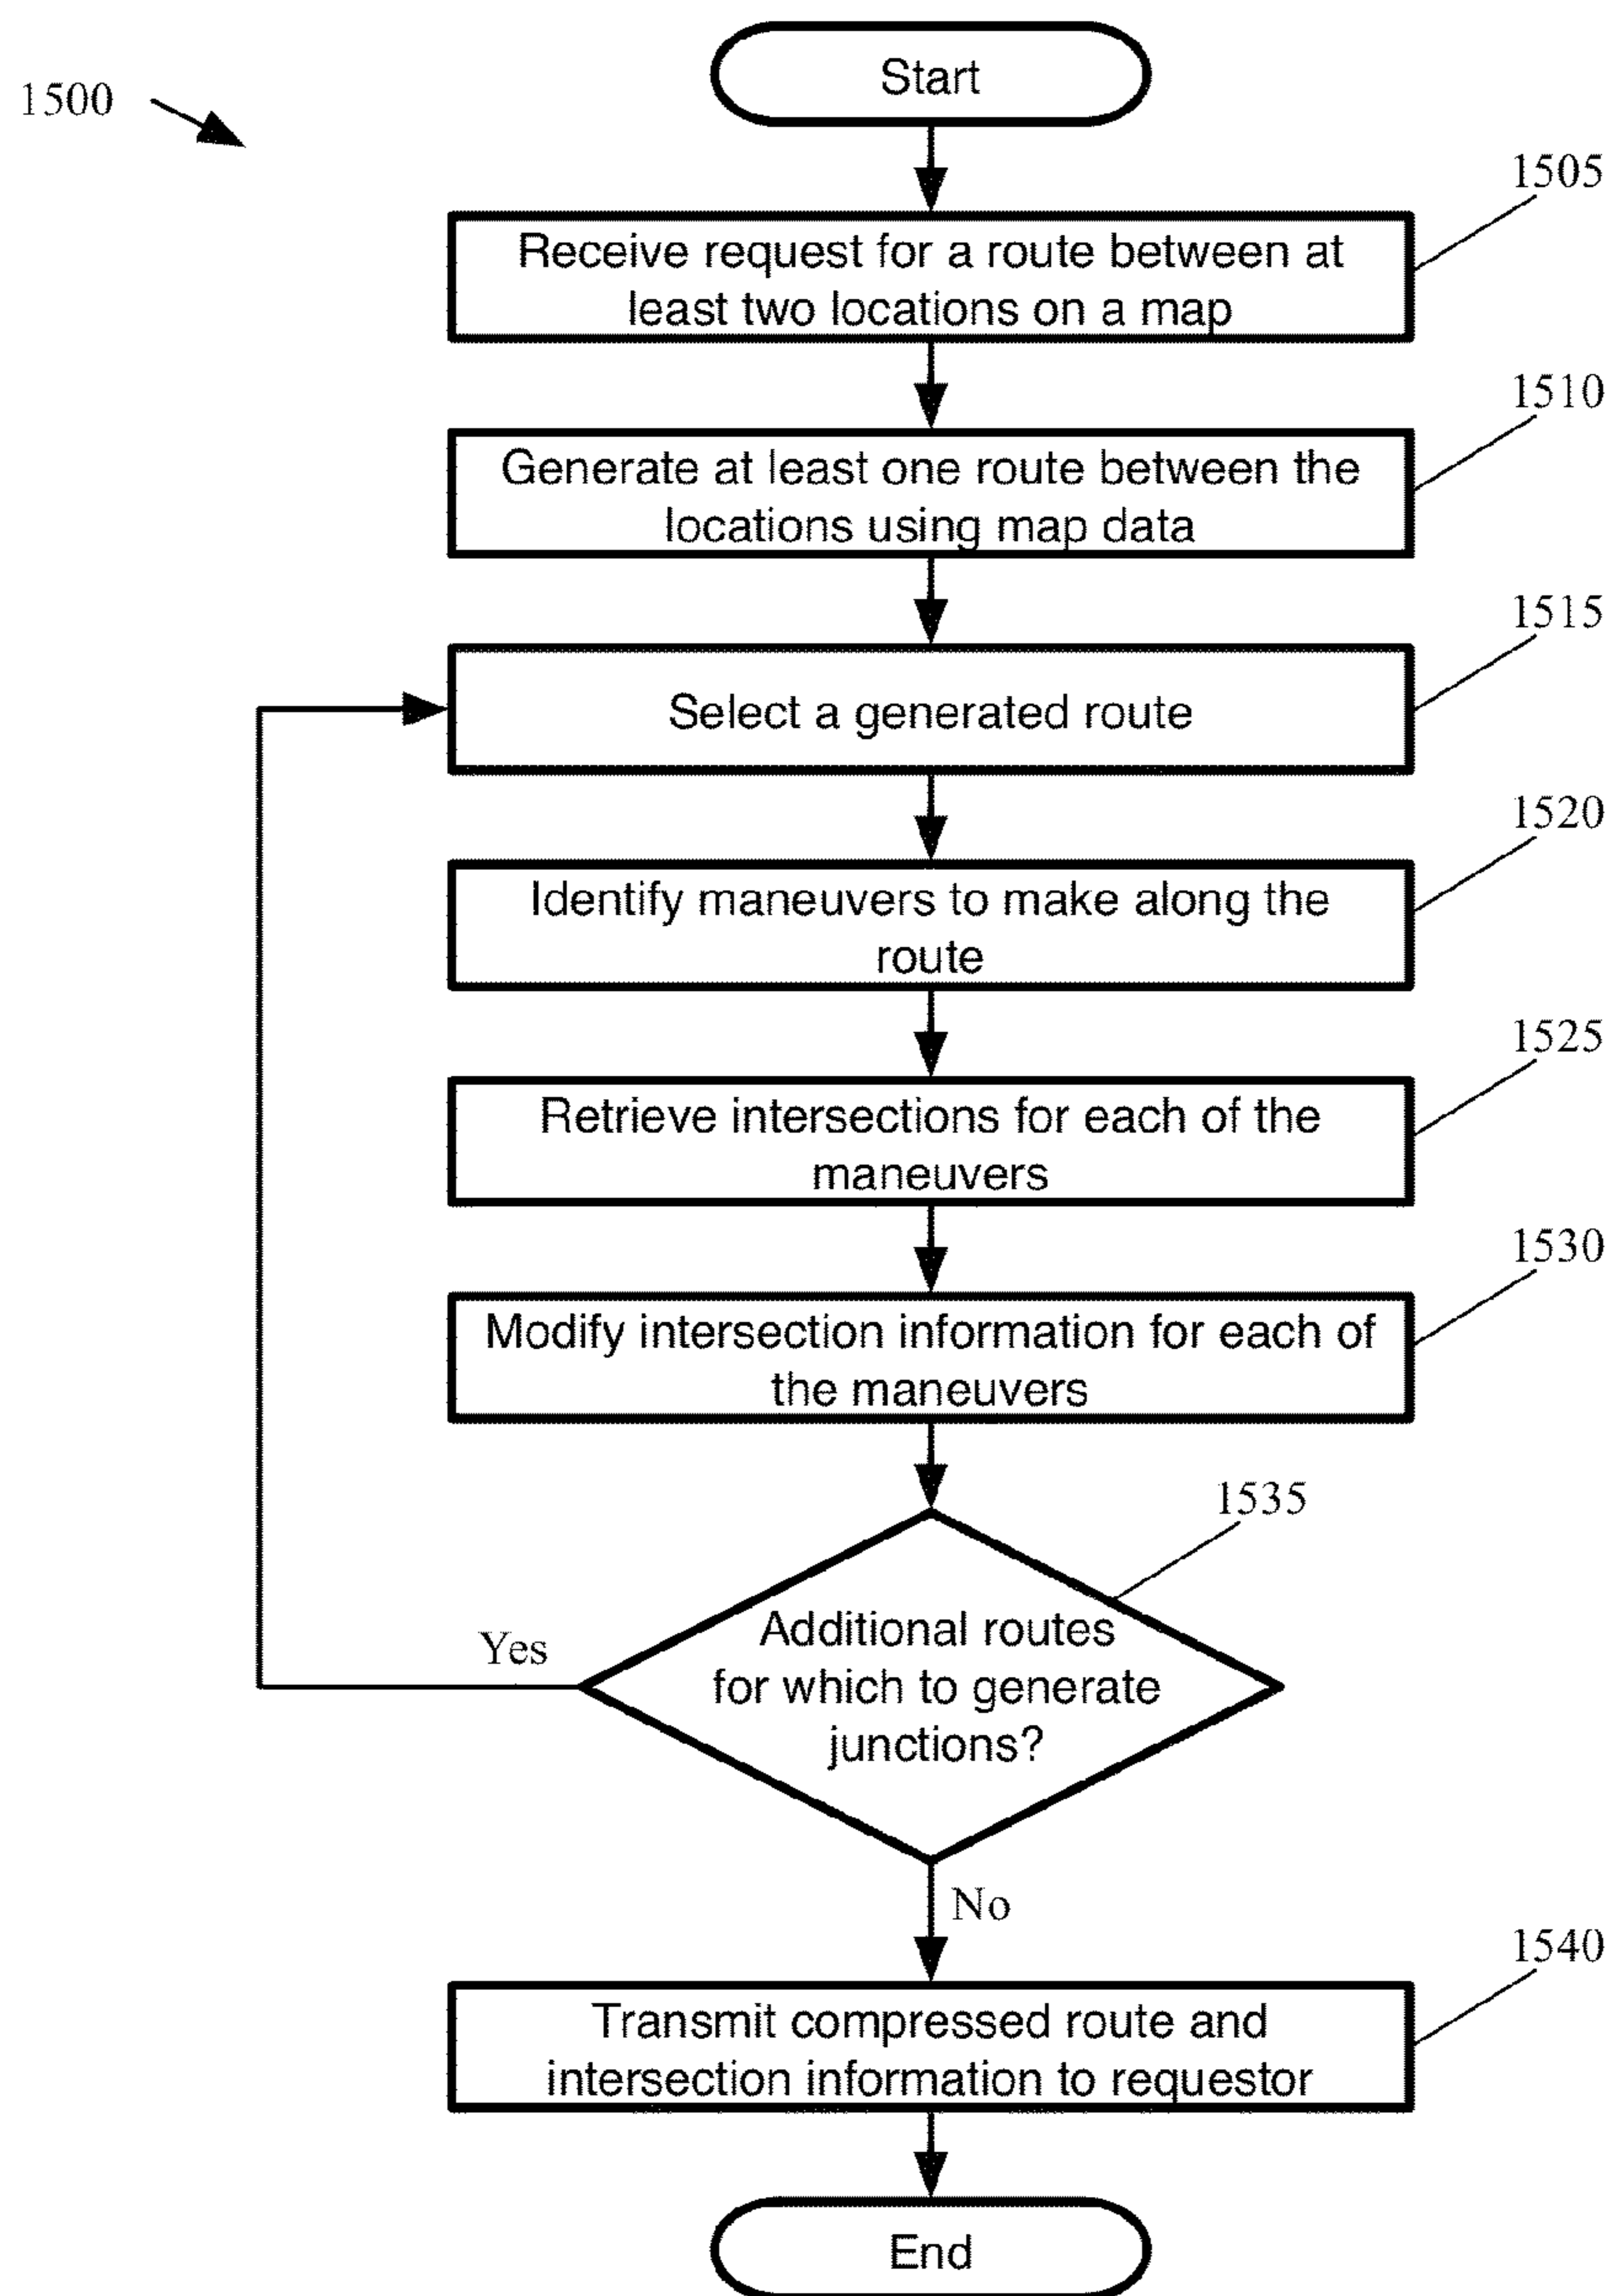 Start
1500
1505
Receive request for a route between at
least two locations on a map
1510
Generate at least one route between the
locations using map data
1515
Select a generated route
1520
Identify maneuvers to make along the
route
1525
Retrieve intersections for each of the
maneuvers
1530
Modify intersection information for each of
the maneuvers
1535
Additional routes
for which to generate
junctions?
Yes
No
1540
Transmit compressed route and
intersection information to requestor
End